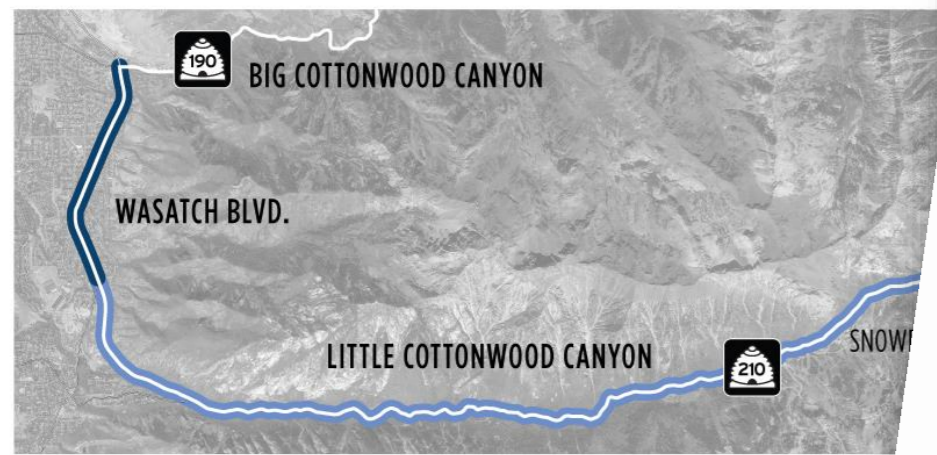 190
BIG COTTONWOOD CANYON
WASATCH BLVD.
LITTLE COTTONWOOD CANYON
210